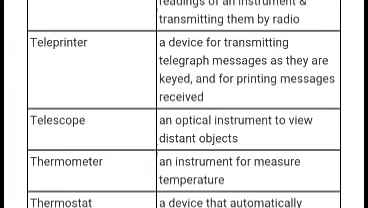 readings of an instrument &
transmitting them by radio
Teleprinter
a device for transmitting
telegraph messages as they are
keyed, and for printing messages
received
Telescope
an optical instrument to view
distant objects
Thermometer
an instrument for measure
temperature
Thermostat
a device that automatically